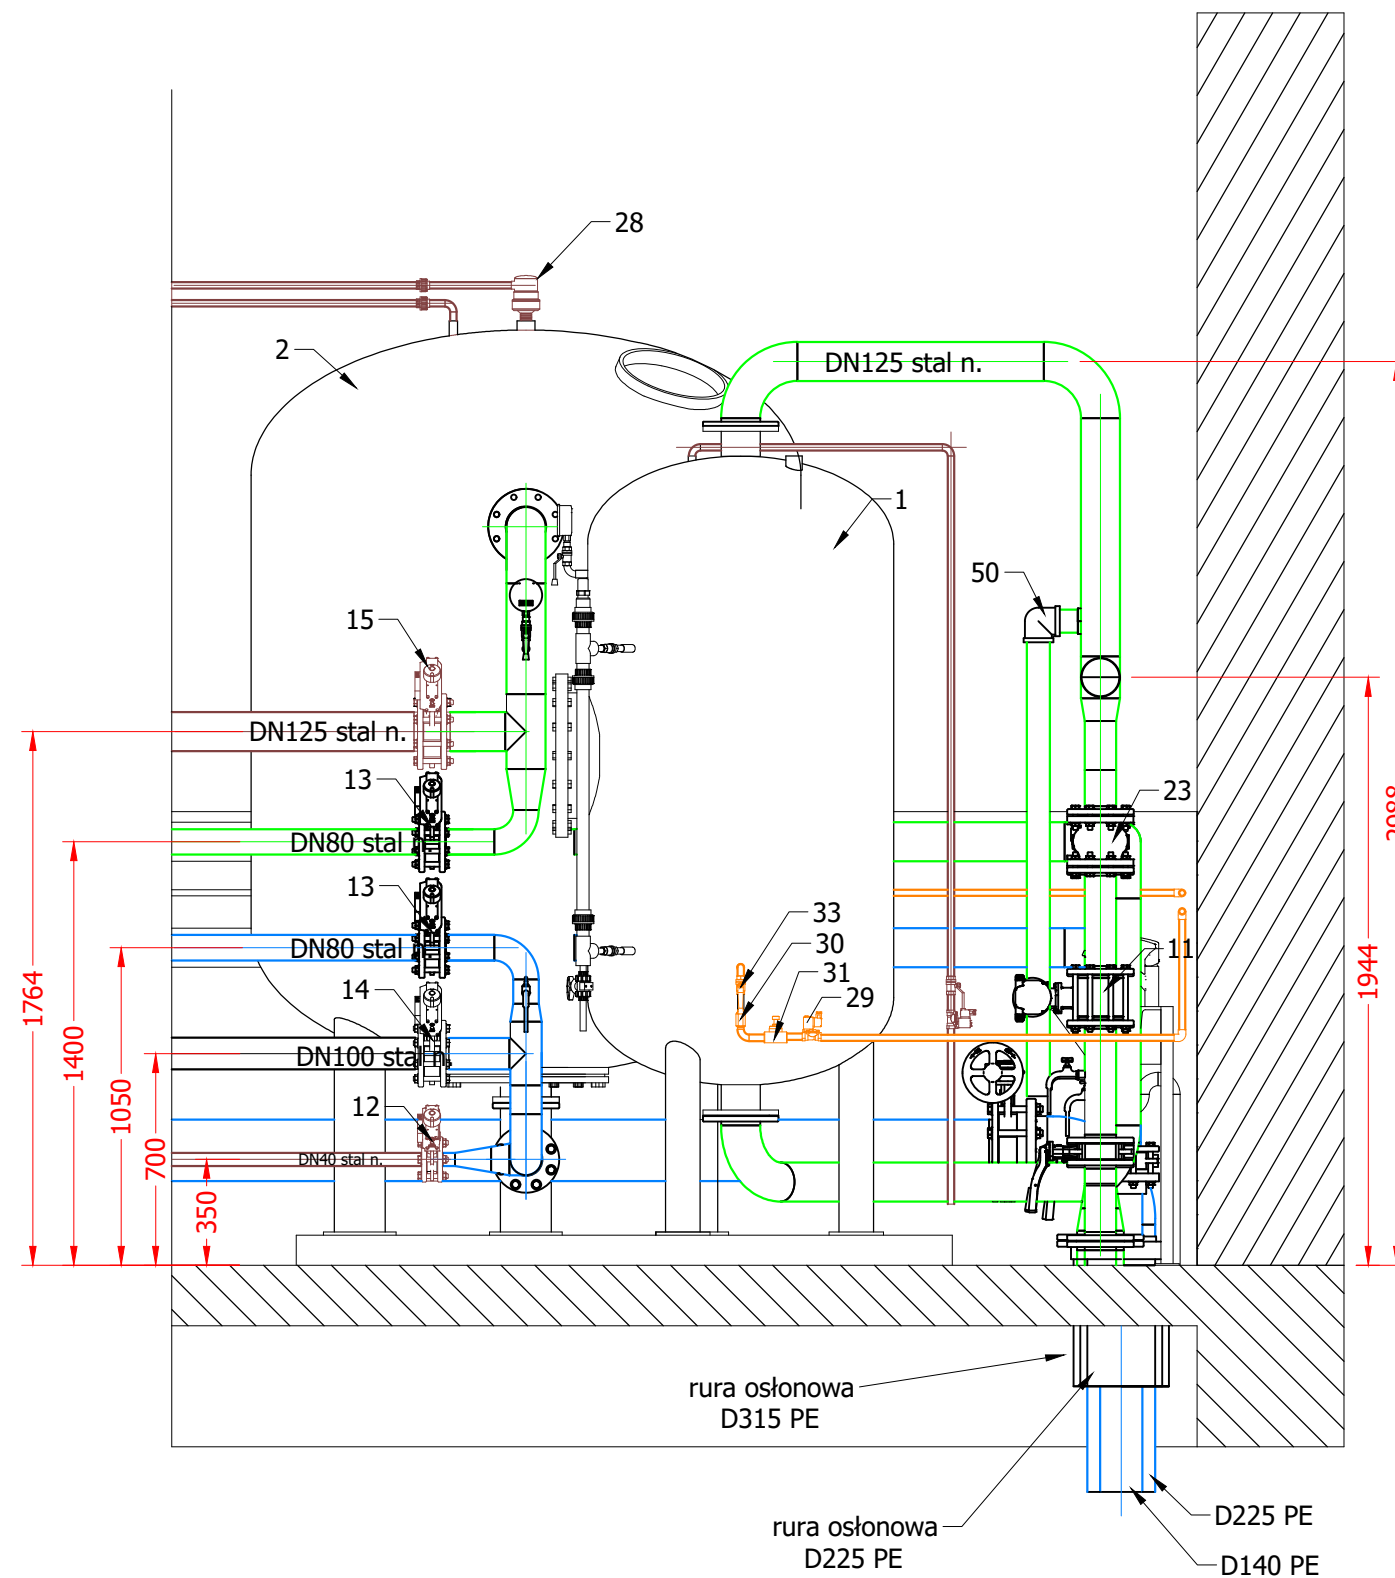 28
2
DN125 stal n.
1
50
15
DN125 stal n.
13
23
DN80 stal
13
33
DN80 stal
30
11
31
14
29
DN100 stal n.
12
DN40 stal n.
1764
1400
1050
700
350
1944
rura osłonowa
D315 PE
D225 PE
rura osłonowa
D225 PE
D140 PE